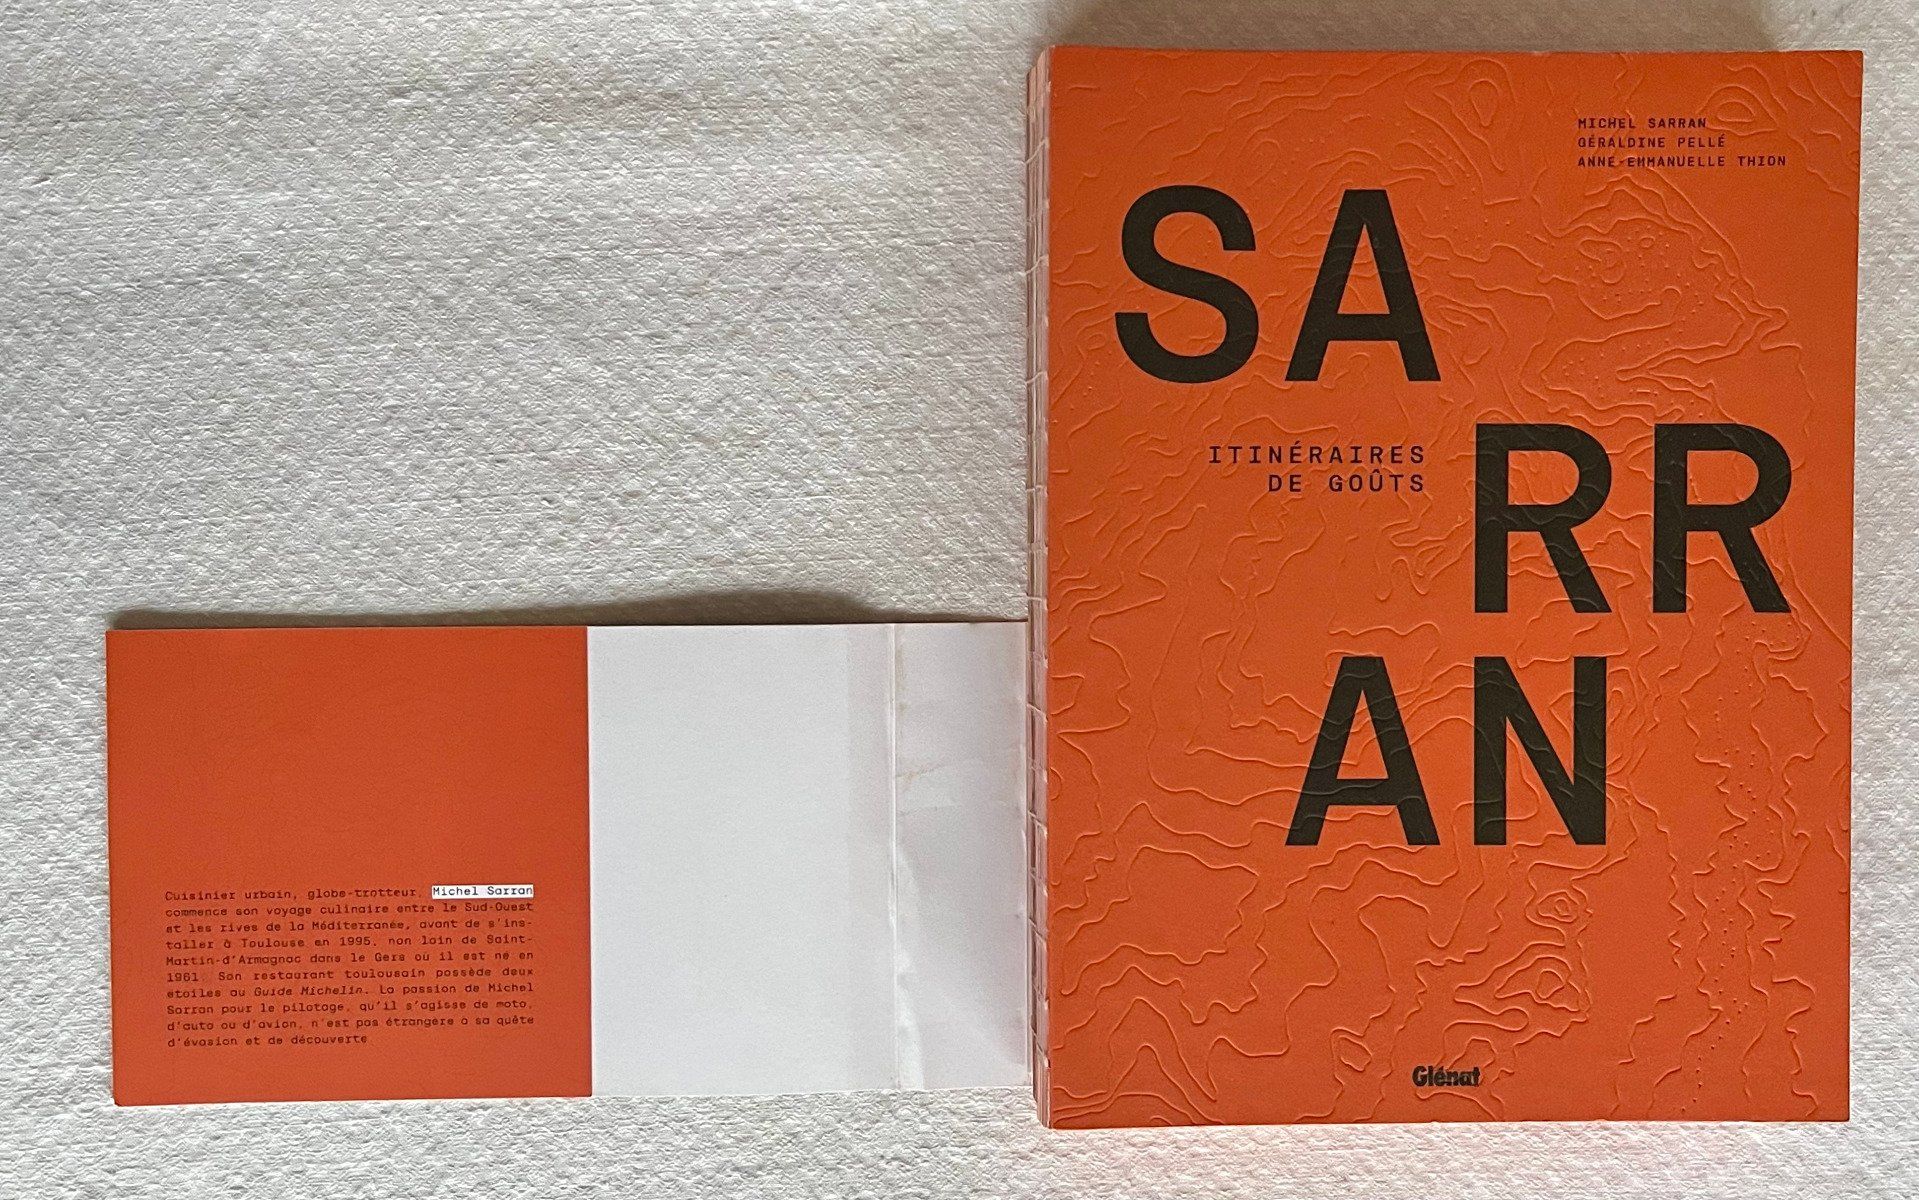 Cuisinier urbain, globe-trotteur, Michel Sarran
commence son voyage culinaire entre le Sud-Ouest
et les rives de la Méditerranée, avant de s'ins-
taller à Toulouse en 1995, non loin de Saint-
Martin-d'Armagnac dans le Gers où il est né en
1961. Son restaurant toulousain possède deux
étoiles au Guide Michelin. La passion de Michel
Sarran pour le pilotage, qu'il s'agisse de moto,
d'auto ou d'avion, n'est pas étrangère à sa quête
d'évasion et de découverte
MICHEL SARRAN
GÉRALDINE PELLÉ
ANNE-EMMANUELLE THION
SA
ITINÉRAIRES
DE GOÛTS
RR
AN
Glénat